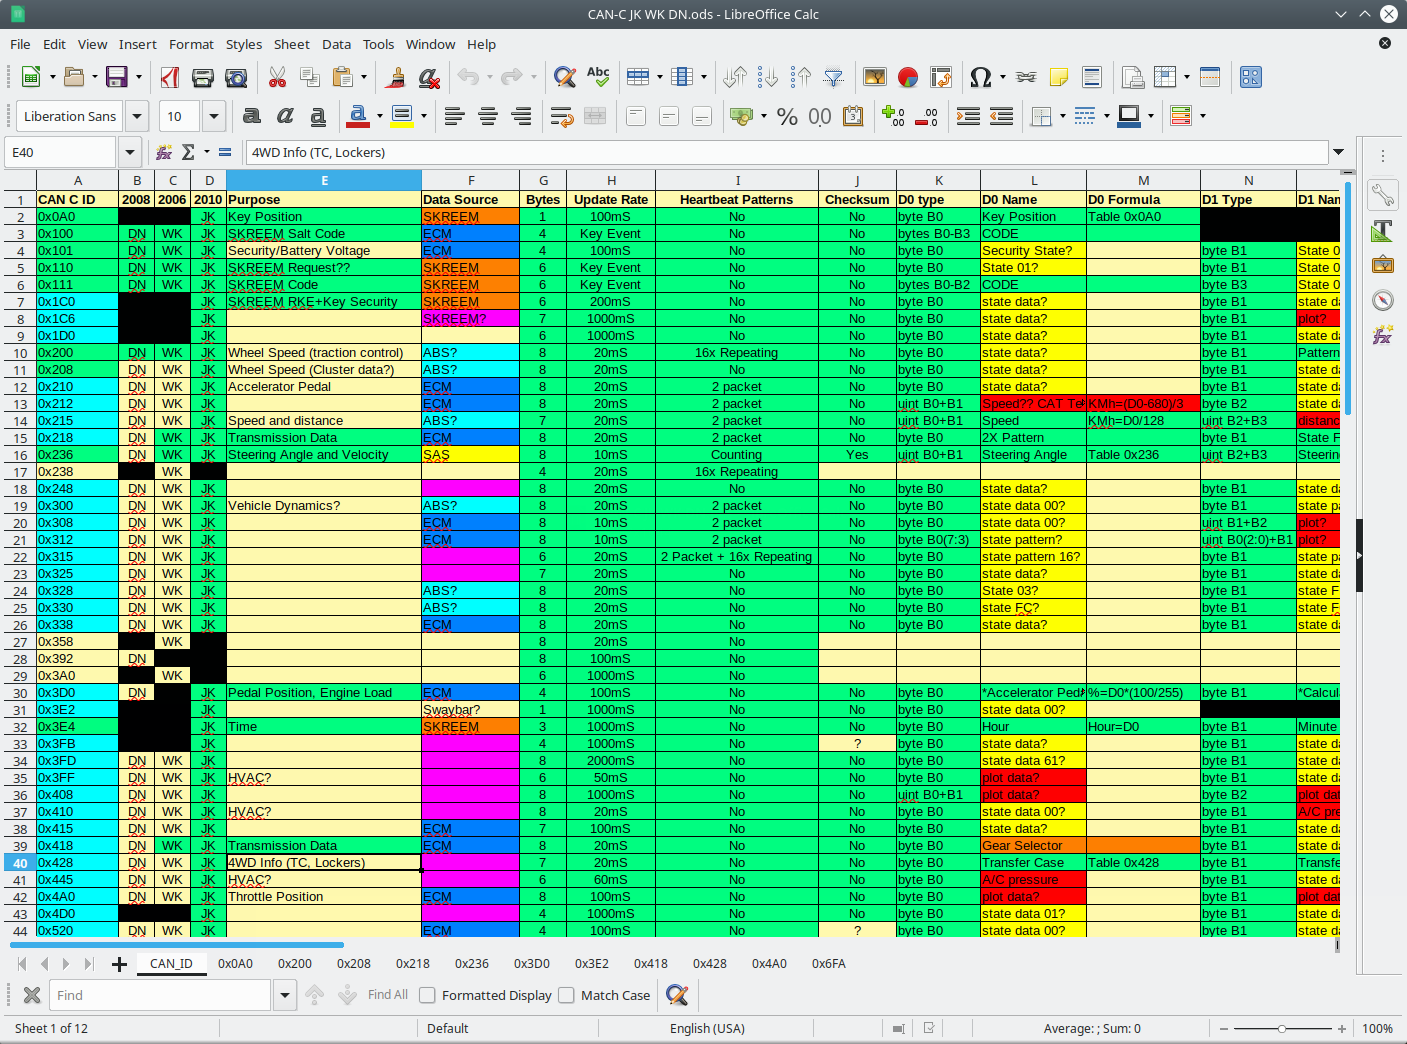 CAN-C JK WK DN.ods - LibreOffice Calc
File Edit View Insert Format Styles Sheet Data Tools Window Help
Liberation Sans 10
E40 4WD Info (TC, Lockers)
A B C D E F G H I J K L M N
1 CAN C ID 2008 2006 2010 Purpose Data Source Bytes Update Rate Heartbeat Patterns Checksum D0 type D0 Name D0 Formula D1 Type D1 Nam
2 0x0A0 JK Key Position SKREEM 1 100mS No No byte B0 Key Position Table 0x0A0
3 0x100 DN WK JK SKREEM Salt Code ECM 4 Key Event No No bytes B0-B3 CODE
4 0x101 DN WK JK Security/Battery Voltage ECM 4 100mS No No byte B0 Security State? byte B1 State 0
5 0x110 DN WK JK SKREEM Request?? SKREEM 6 Key Event No No byte B0 State 01? byte B1 State 0
6 0x111 DN WK JK SKREEM Code SKREEM 6 Key Event No No bytes B0-B2 CODE byte B3 State 0
7 0x1C0 JK SKREEM RKE+Key Security SKREEM 6 200mS No No byte B0 state data? byte B1 state da
8 0x1C6 JK SKREEM? 7 1000mS No No byte B0 state data? byte B1 plot?
9 0x1D0 JK 6 1000mS No No byte B0 state data? byte B1 state da
10 0x200 DN WK JK Wheel Speed (traction control) ABS? 8 20mS 16x Repeating No byte B0 state data? byte B1 Pattern
11 0x208 DN WK JK Wheel Speed (Cluster data?) ABS? 8 20mS No No byte B0 state data? byte B1 state da
12 0x210 DN WK JK Accelerator Pedal ECM 8 20mS 2 packet No byte B0 state data? byte B1 state da
13 0x212 DN WK JK ECM 8 20mS 2 packet No uint B0+B1 Speed?? CAT Te KMh=(D0-680)/3 byte B2 state da
14 0x215 DN WK JK Speed and distance ABS? 7 20mS 2 packet No uint B0+B1 Speed KMh=D0/128 uint B2+B3 distanc
15 0x218 DN WK JK Transmission Data ECM 8 20mS 2 packet No byte B0 2X Pattern byte B1 State F
16 0x236 DN WK JK Steering Angle and Velocity SAS 8 10mS Counting Yes uint B0+B1 Steering Angle Table 0x236 uint B2+B3 Steerin
17 0x238 WK 4 20mS 16x Repeating
18 0x248 DN WK JK 8 20mS No No byte B0 state data? byte B1 state da
19 0x300 DN WK JK Vehicle Dynamics? ABS? 8 20mS 2 packet No byte B0 state data 00? byte B1 state pa
20 0x308 DN WK JK ECM 8 10mS 2 packet No byte B0 state data 00? uint B1+B2 plot?
21 0x312 DN WK JK ECM 8 10mS 2 packet No byte B0(7:3) state pattern? uint B0(2:0)+B1 plot?
22 0x315 DN WK JK 6 20mS 2 Packet + 16x Repeating No byte B0 state pattern 16? byte B1 state pa
23 0x325 DN WK JK 7 20mS No No byte B0 state data? byte B1 state da
24 0x328 DN WK JK ABS? 8 20mS No No byte B0 State 03? byte B1 state F
25 0x330 DN WK JK ABS? 8 20mS No No byte B0 state FC? byte B1 state F
26 0x338 DN WK JK ECM 8 20mS No No byte B0 state data? byte B1 state da
27 0x358 WK 8 20mS No
28 0x392 DN 8 100mS No
29 0x3A0 WK 6 1000mS No
30 0x3D0 DN JK Pedal Position, Engine Load ECM 4 100mS No No byte B0 *Accelerator Peda %=D0*(100/255) byte B1 *Calcul
31 0x3E2 JK Swaybar? 1 1000mS No No byte B0 state data 00?
32 0x3E4 JK Time SKREEM 3 1000mS No No byte B0 Hour Hour=D0 byte B1 Minute
33 0x3FB JK 4 1000mS No ? byte B0 state data? byte B1 state da
34 0x3FD DN WK JK 8 2000mS No No byte B0 state data 61? byte B1 state da
35 0x3FF DN WK JK HVAC? 6 50mS No No byte B0 plot data? byte B1 state da
36 0x408 DN WK JK 8 1000mS No No uint B0+B1 plot data? byte B2 plot dat
37 0x410 DN WK JK HVAC? 8 20mS No No byte B0 state data 00? byte B1 A/C pre
38 0x415 DN WK JK ECM 7 100mS No No byte B0 state data? byte B1 state da
39 0x418 DN WK JK Transmission Data ECM 8 20mS No No byte B0 Gear Selector byte B1 state da
40 0x428 DN WK JK 4WD Info (TC, Lockers) 7 20mS No No byte B0 Transfer Case Table 0x428 byte B1 Transfe
41 0x445 DN WK JK HVAC? 6 60mS No No byte B0 A/C pressure byte B1 state da
42 0x4A0 DN WK JK Throttle Position ECM 8 100mS No No byte B0 plot data? byte B1 plot dat
43 0x4D0 JK 4 1000mS No No byte B0 state data 01? byte B1 state da
44 0x520 DN WK JK ECM 4 100mS No ? byte B0 state data 00? byte B1 state da
CAN_ID 0x0A0 0x200 0x208 0x218 0x236 0x3D0 0x3E2 0x418 0x428 0x4A0 0x6FA
Find Find All Formatted Display Match Case
Sheet 1 of 12 Default English (USA) Average: ; Sum: 0 100%